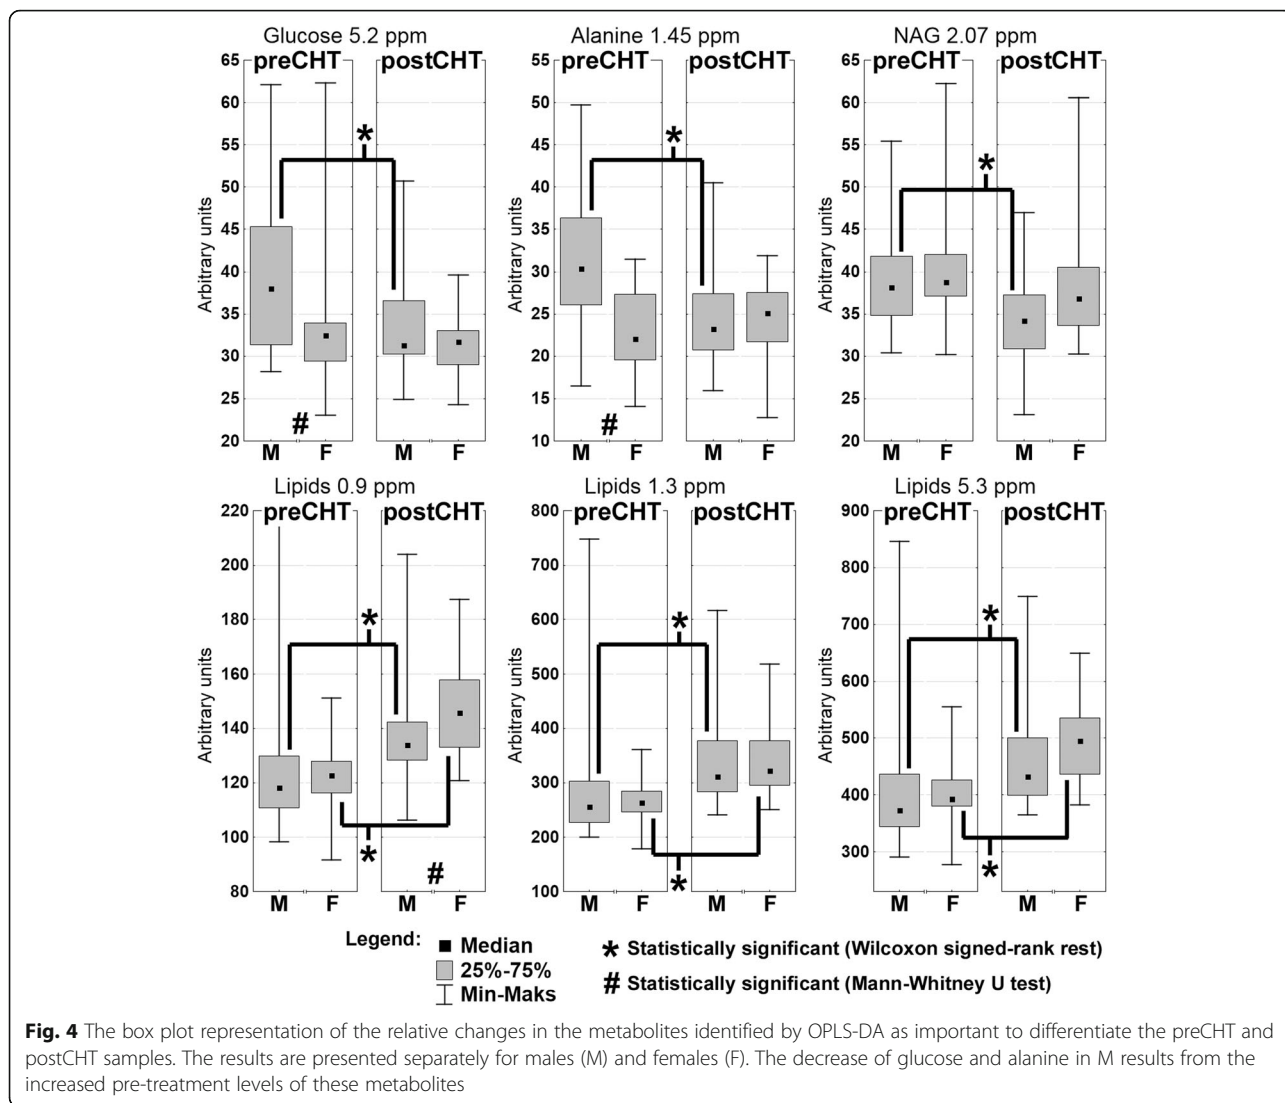 Glucose 5.2 ppm
preCHT postCHT
Arbitrary units
65
60
55
50
45
40
35
30
25
20
*
#
M F M F
Alanine 1.45 ppm
preCHT postCHT
Arbitrary units
55
50
45
40
35
30
25
20
15
10
*
#
M F M F
NAG 2.07 ppm
preCHT postCHT
Arbitrary units
65
60
55
50
45
40
35
30
25
20
*
M F M F
Lipids 0.9 ppm
preCHT postCHT
Arbitrary units
220
200
180
160
140
120
100
80
*
*
#
M F M F
Lipids 1.3 ppm
preCHT postCHT
Arbitrary units
800
700
600
500
400
300
200
100
*
*
M F M F
Lipids 5.3 ppm
preCHT postCHT
Arbitrary units
900
800
700
600
500
400
300
*
*
M F M F
Legend:
Median
25%-75%
Min-Maks
* Statistically significant (Wilcoxon signed-rank rest)
# Statistically significant (Mann-Whitney U test)
Fig. 4 The box plot representation of the relative changes in the metabolites identified by OPLS-DA as important to differentiate the preCHT and
postCHT samples. The results are presented separately for males (M) and females (F). The decrease of glucose and alanine in M results from the
increased pre-treatment levels of these metabolites